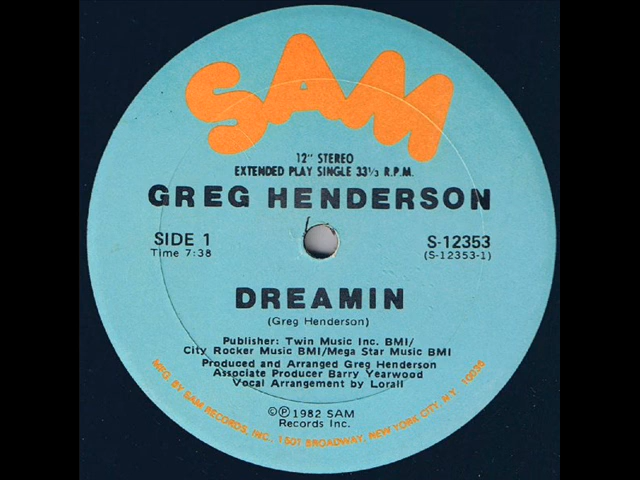 SAM
12" STEREO
EXTENDED PLAY SINGLE 33⅓ R.P.M.
GREG HENDERSON
SIDE 1
Time 7:38
S-12353
(S-12353-1)
DREAMIN
(Greg Henderson)
Publisher: Twin Music Inc. BMI/
City Rocker Music BMI/Mega Star Music BMI
Produced and Arranged Greg Henderson
Associate Producer Barry Yearwood
Vocal Arrangement by Lorall
©℗1982 SAM
Records Inc.
MFG. BY SAM RECORDS, INC., 1501 BROADWAY, NEW YORK CITY, N.Y. 10036